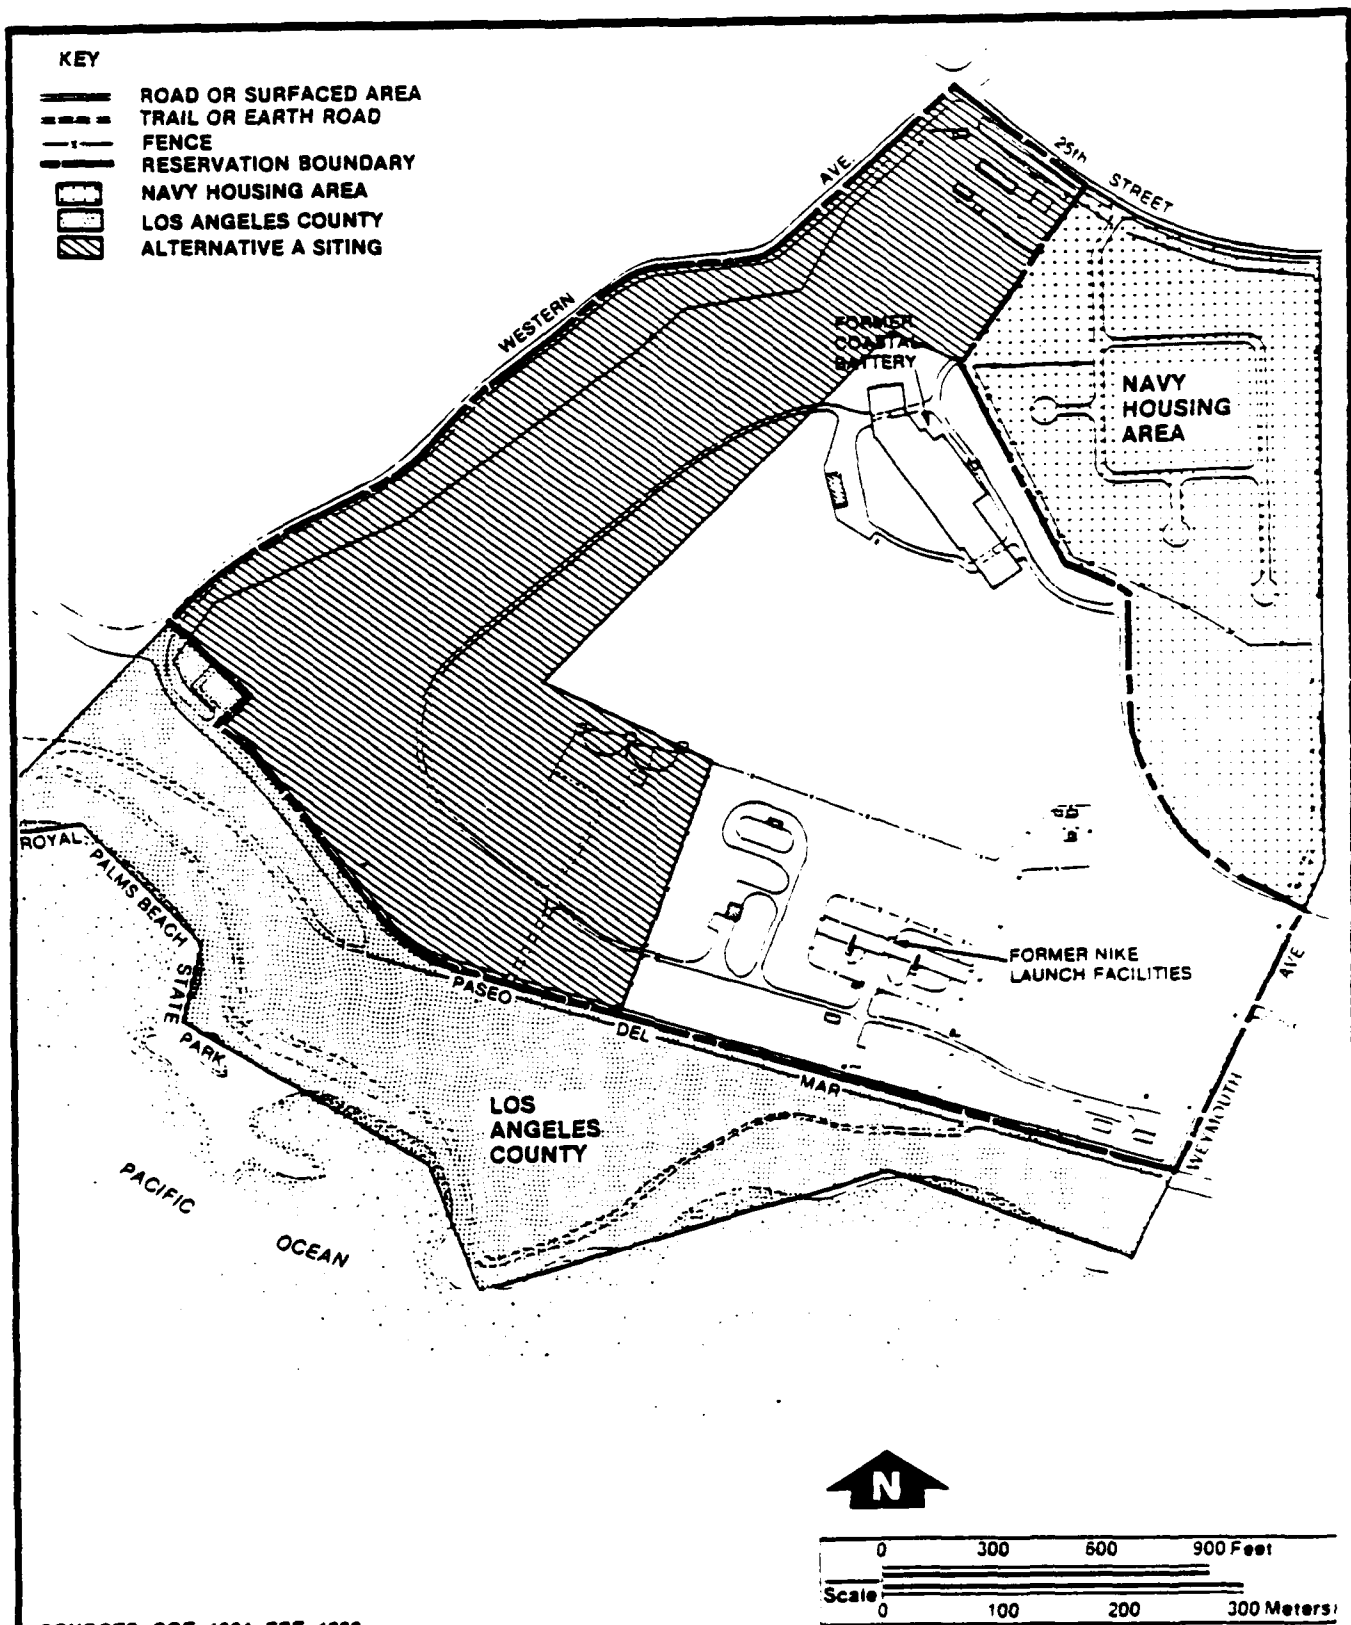 KEY
ROAD OR SURFACED AREA
TRAIL OR EARTH ROAD
FENCE
RESERVATION BOUNDARY
NAVY HOUSING AREA
LOS ANGELES COUNTY
ALTERNATIVE A SITING
25th
STREET
AVE.
WESTERN
FORMER
COASTAL
BATTERY
NAVY
HOUSING
AREA
ROYAL
PALMS BEACH
STATE
PARK
PASEO
DEL
MAR
FORMER NIKE
LAUNCH FACILITIES
AVE
WEYMOUTH
LOS
ANGELES
COUNTY
PACIFIC
OCEAN
N
0 300 600 900 Feet
Scale
0 100 200 300 Meters